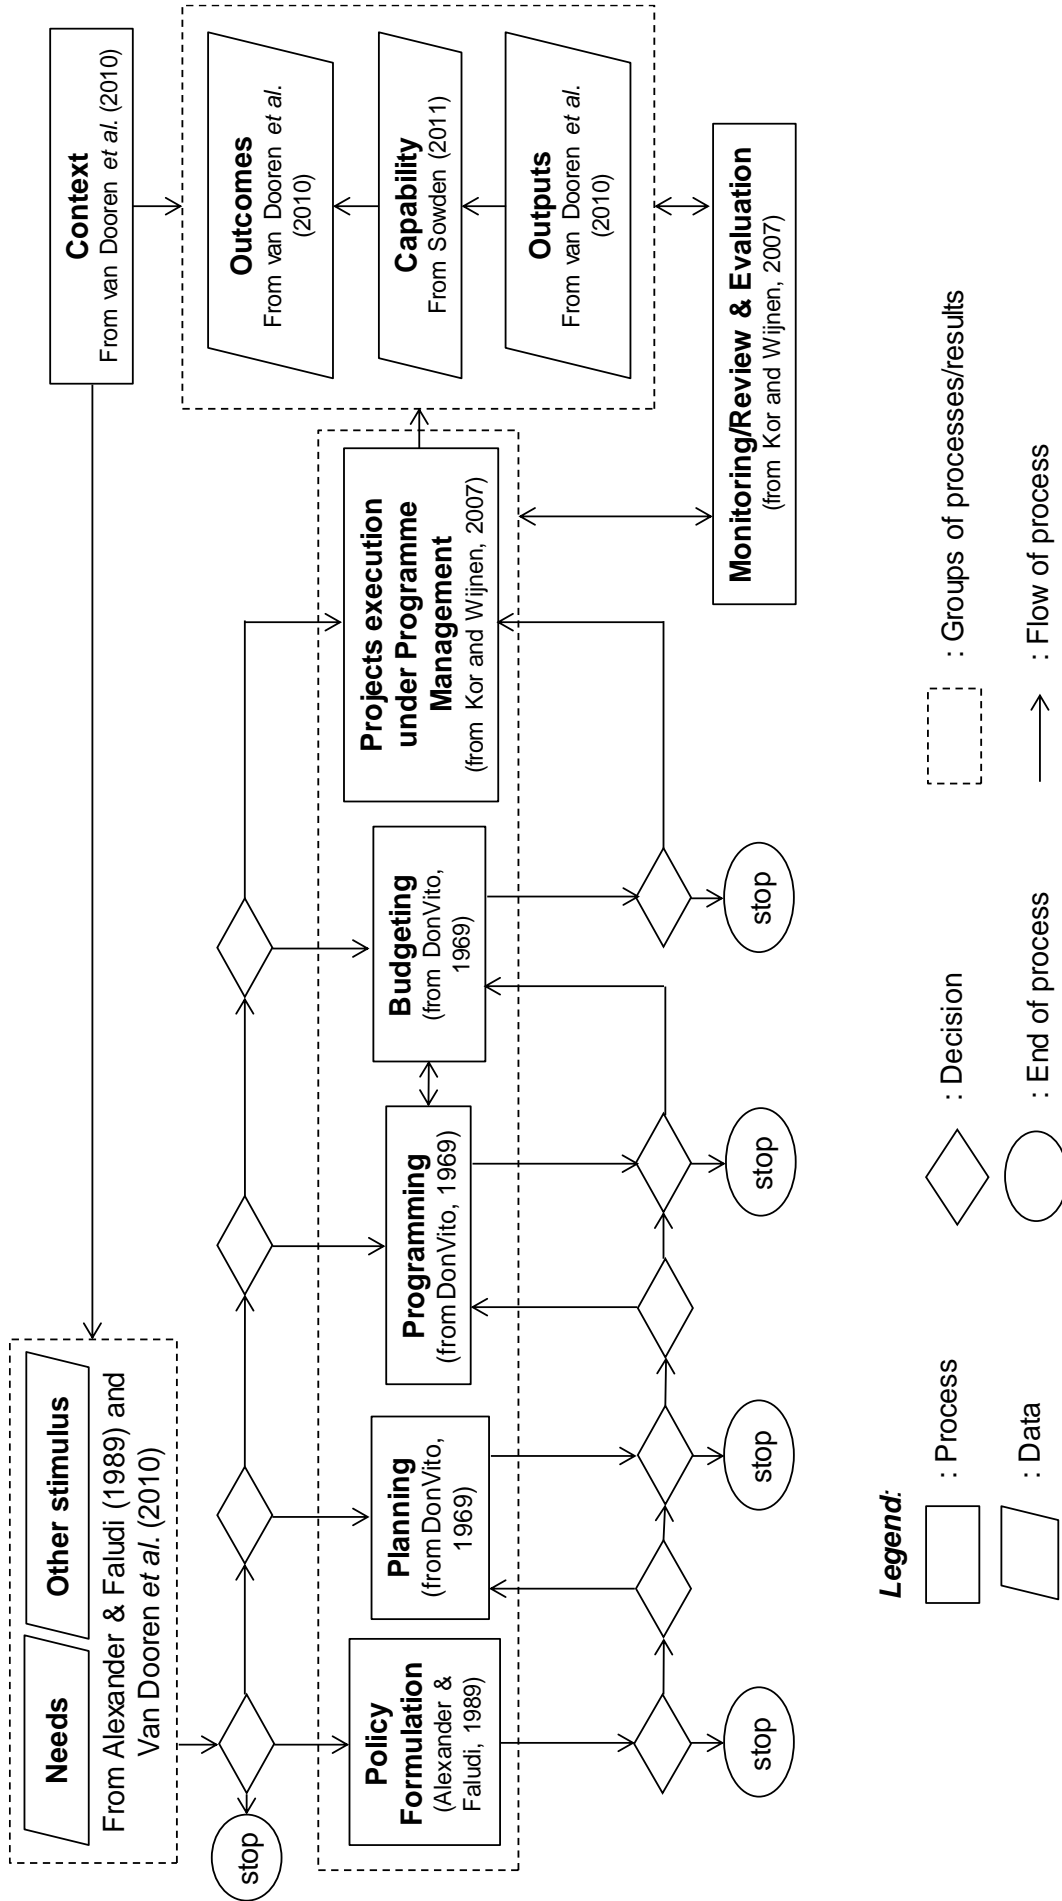 Needs
Other stimulus
From Alexander & Faludi (1989) and
Van Dooren et al. (2010)
Context
From van Dooren et al. (2010)
stop
Policy
Formulation
(Alexander &
Faludi, 1989)
Planning
(from DonVito,
1969)
Programming
(from DonVito, 1969)
Budgeting
(from DonVito,
1969)
Projects execution
under Programme
Management
(from Kor and Wijnen, 2007)
Outcomes
From van Dooren et al.
(2010)
Capability
From Sowden (2011)
Outputs
From van Dooren et al.
(2010)
Monitoring/Review & Evaluation
(from Kor and Wijnen, 2007)
stop
stop
stop
stop
Legend:
: Process
: Decision
: Groups of processes/results
: Data
: End of process
: Flow of process